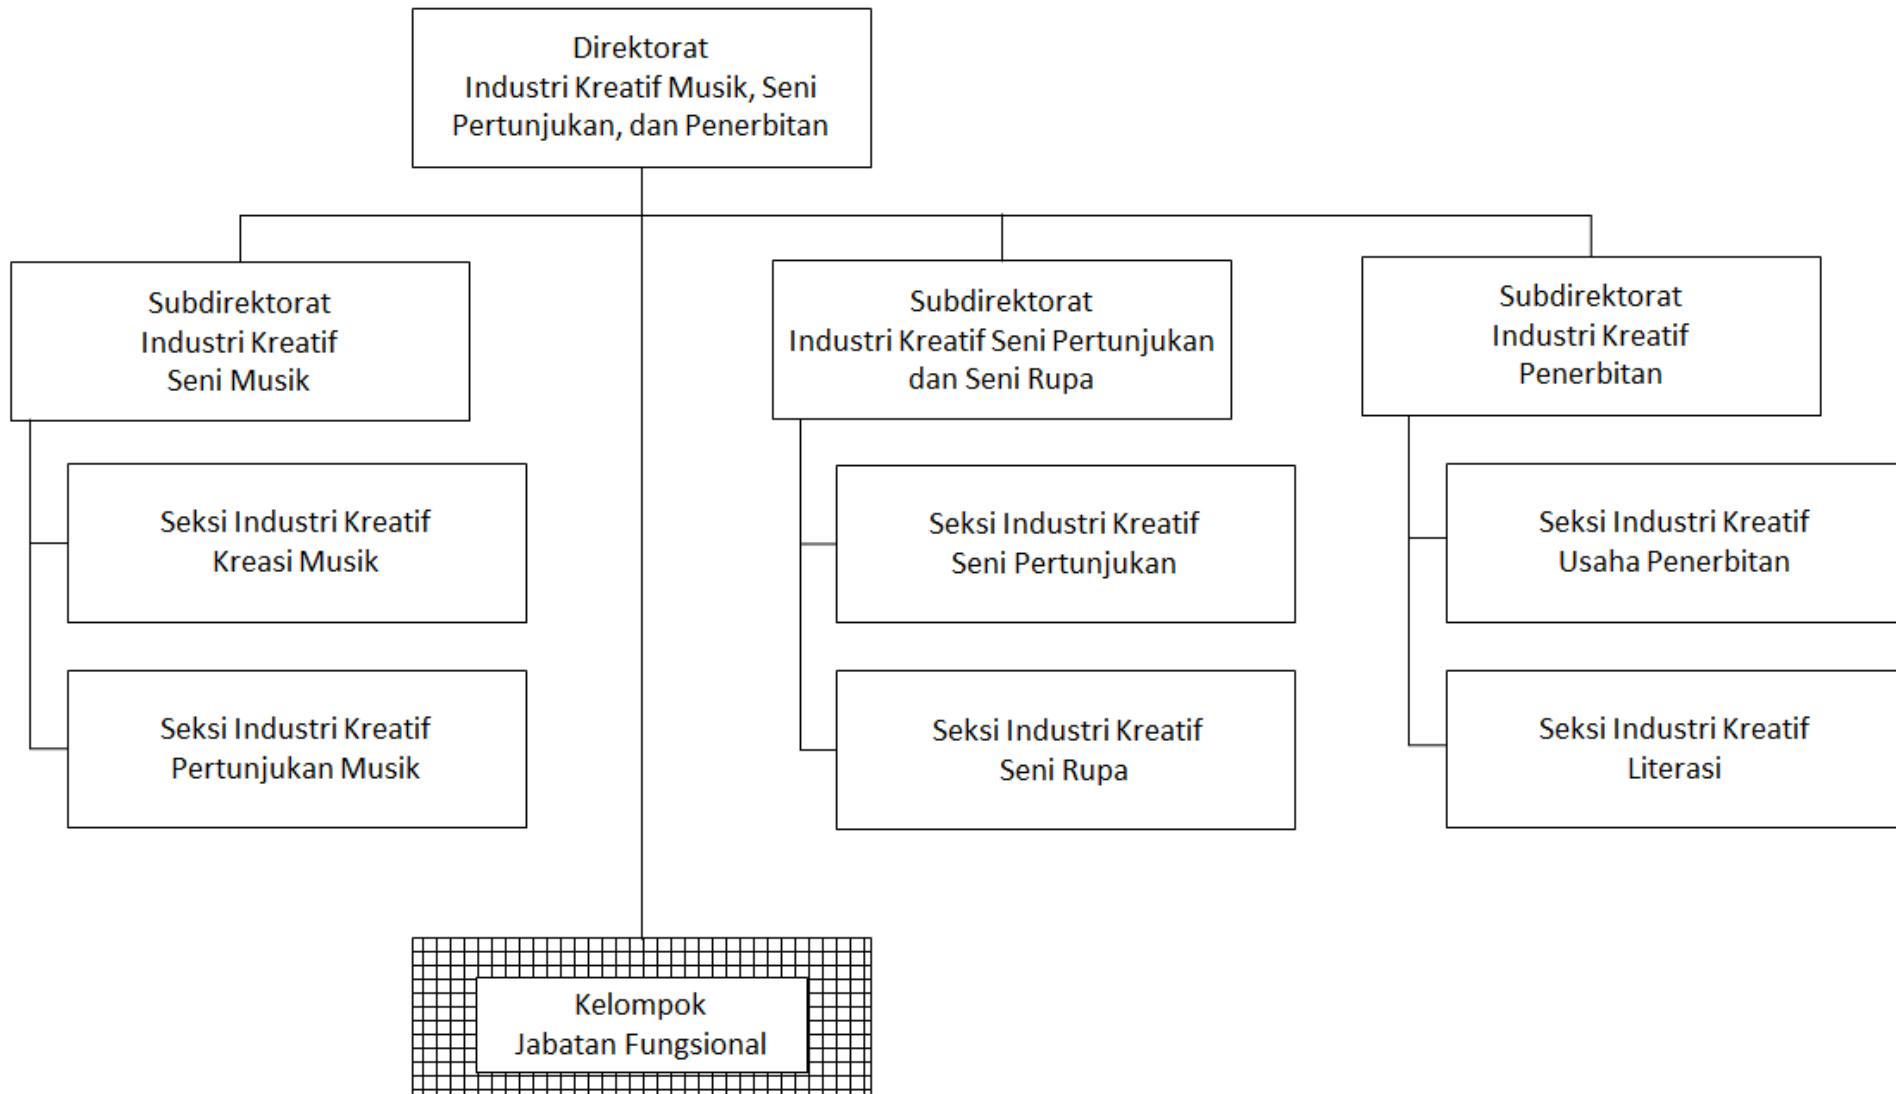 Direktorat
Industri Kreatif Musik, Seni
Pertunjukan, dan Penerbitan
Subdirektorat
Industri Kreatif
Seni Musik
Subdirektorat
Industri Kreatif Seni Pertunjukan
dan Seni Rupa
Subdirektorat
Industri Kreatif
Penerbitan
Seksi Industri Kreatif
Kreasi Musik
Seksi Industri Kreatif
Seni Pertunjukan
Seksi Industri Kreatif
Usaha Penerbitan
Seksi Industri Kreatif
Pertunjukan Musik
Seksi Industri Kreatif
Seni Rupa
Seksi Industri Kreatif
Literasi
Kelompok
Jabatan Fungsional